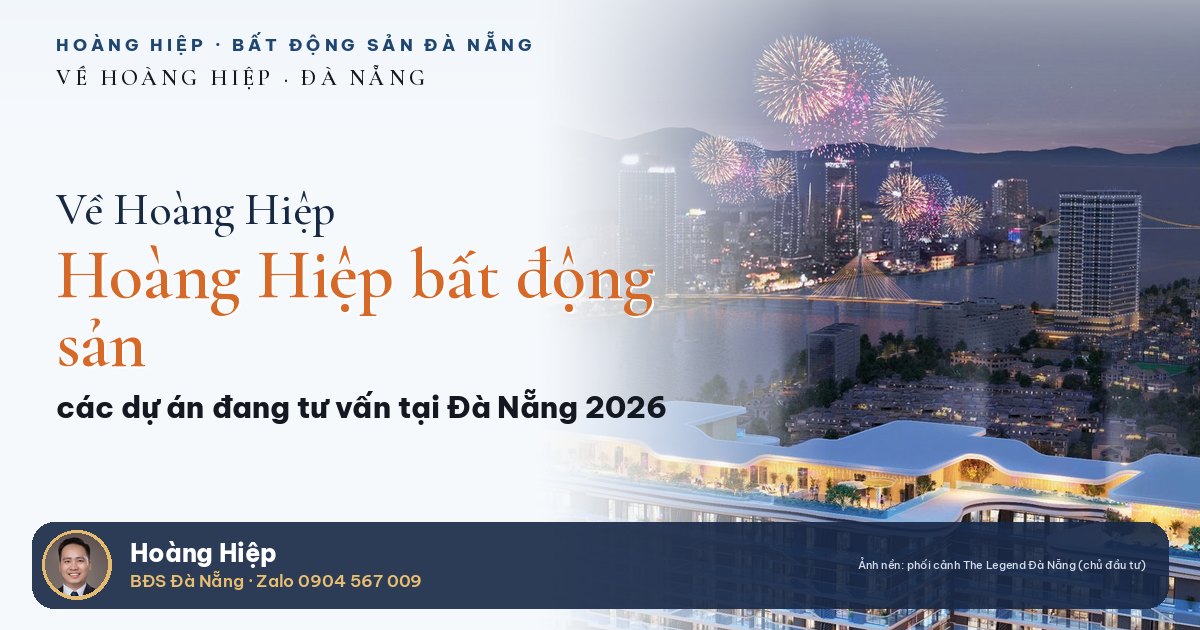 HOÀNG HIỆP · BẤT ĐỘNG SẢN ĐÀ NẴNG
VỀ HOÀNG HIỆP · ĐÀ NẴNG
Về Hoàng Hiệp
Hoàng Hiệp bất động
sản
các dự án đang tư vấn tại Đà Nẵng 2026
Hoàng Hiệp
BĐS Đà Nẵng · Zalo 0904 567 009
Ảnh nền: phối cảnh The Legend Đà Nẵng (chủ đầu tư)